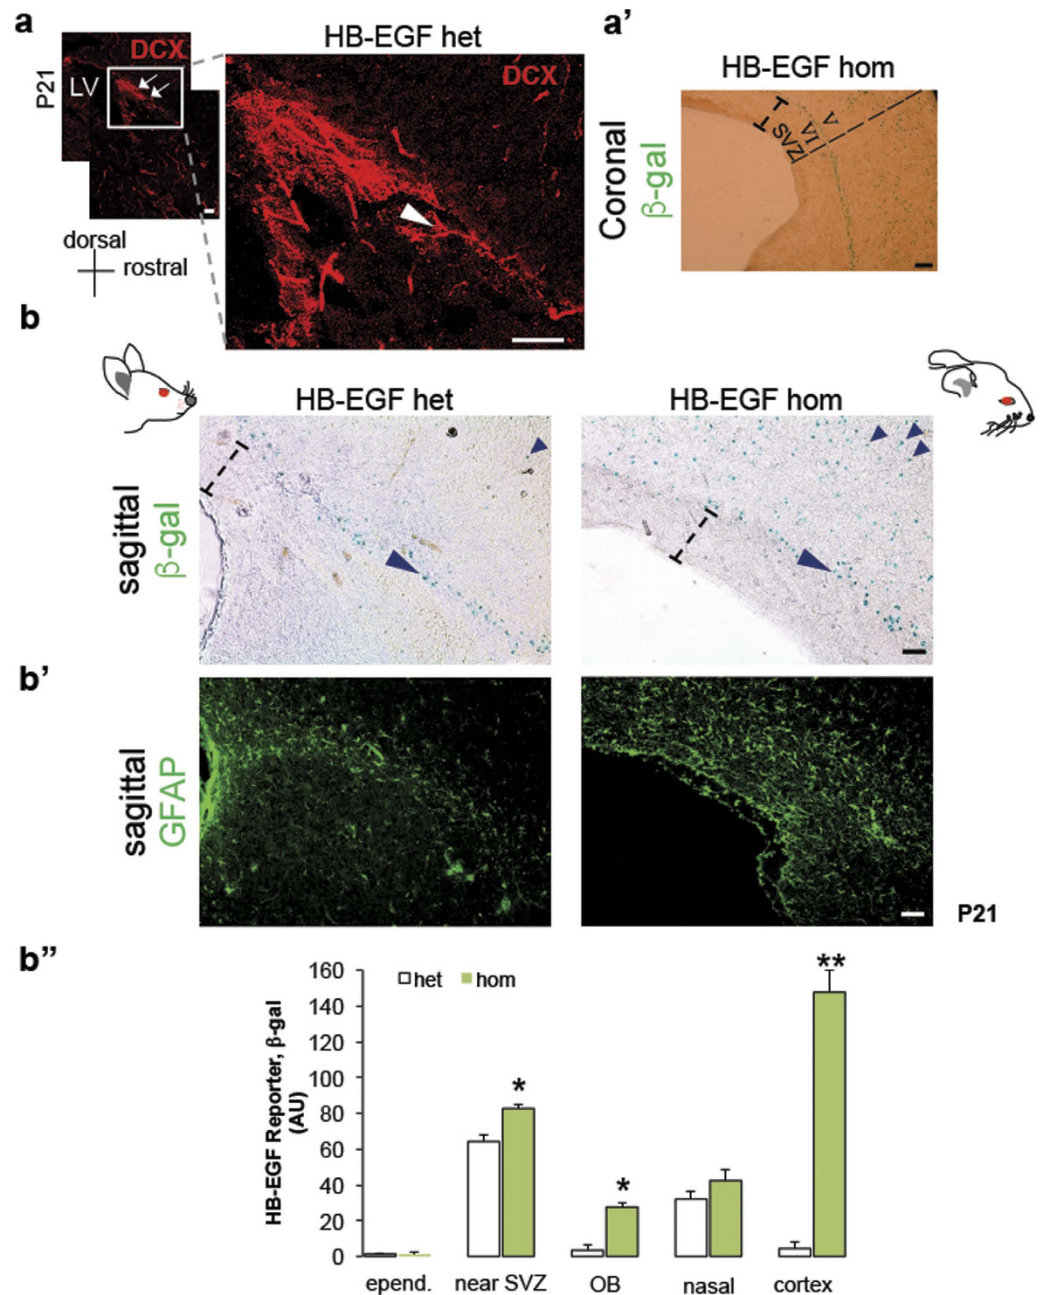 a
HB-EGF het
P21
DCX
LV
DCX
dorsal
rostral
a'
HB-EGF hom
Coronal
β-gal
SVZ
VI
V
b
HB-EGF het
HB-EGF hom
sagittal
β-gal
b'
sagittal
GFAP
P21
b"
HB-EGF Reporter, β-gal
(AU)
160
140
120
100
80
60
40
20
0
het hom
*
*
**
epend. near SVZ OB nasal cortex